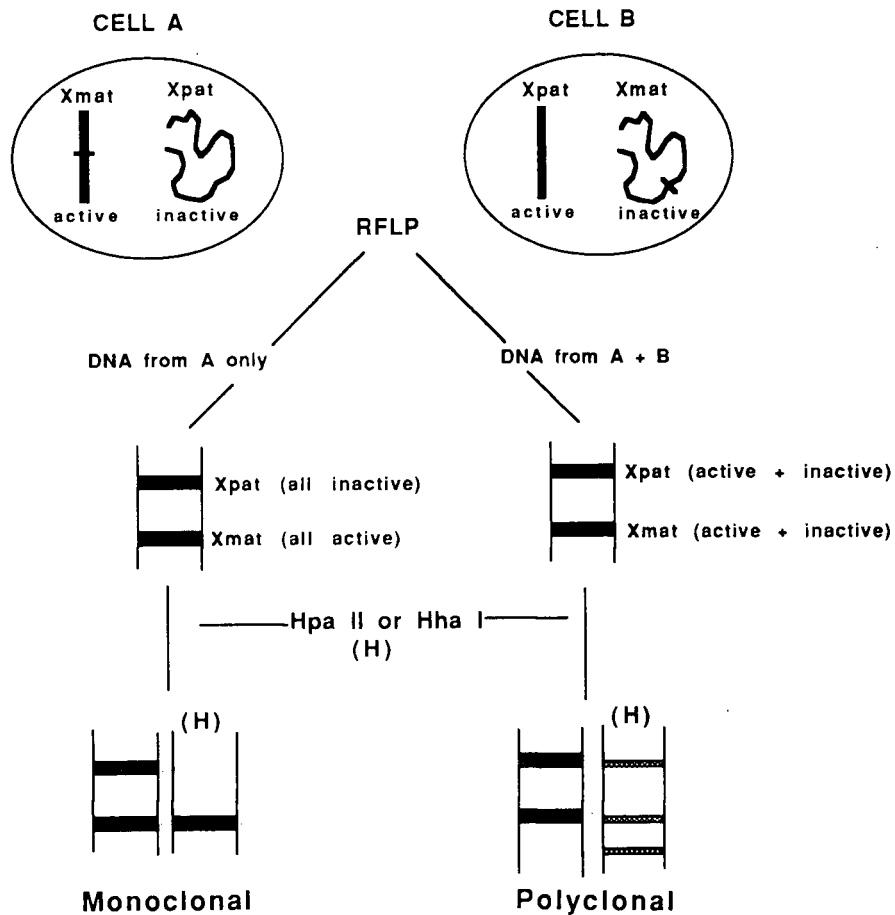 CELL A
CELL B
Xmat
Xpat
active
inactive
Xpat
Xmat
active
inactive
RFLP
DNA from A only
DNA from A + B
Xpat (all inactive)
Xmat (all active)
Xpat (active + inactive)
Xmat (active + inactive)
Hpa II or Hha I
(H)
(H)
(H)
Monoclonal
Polyclonal